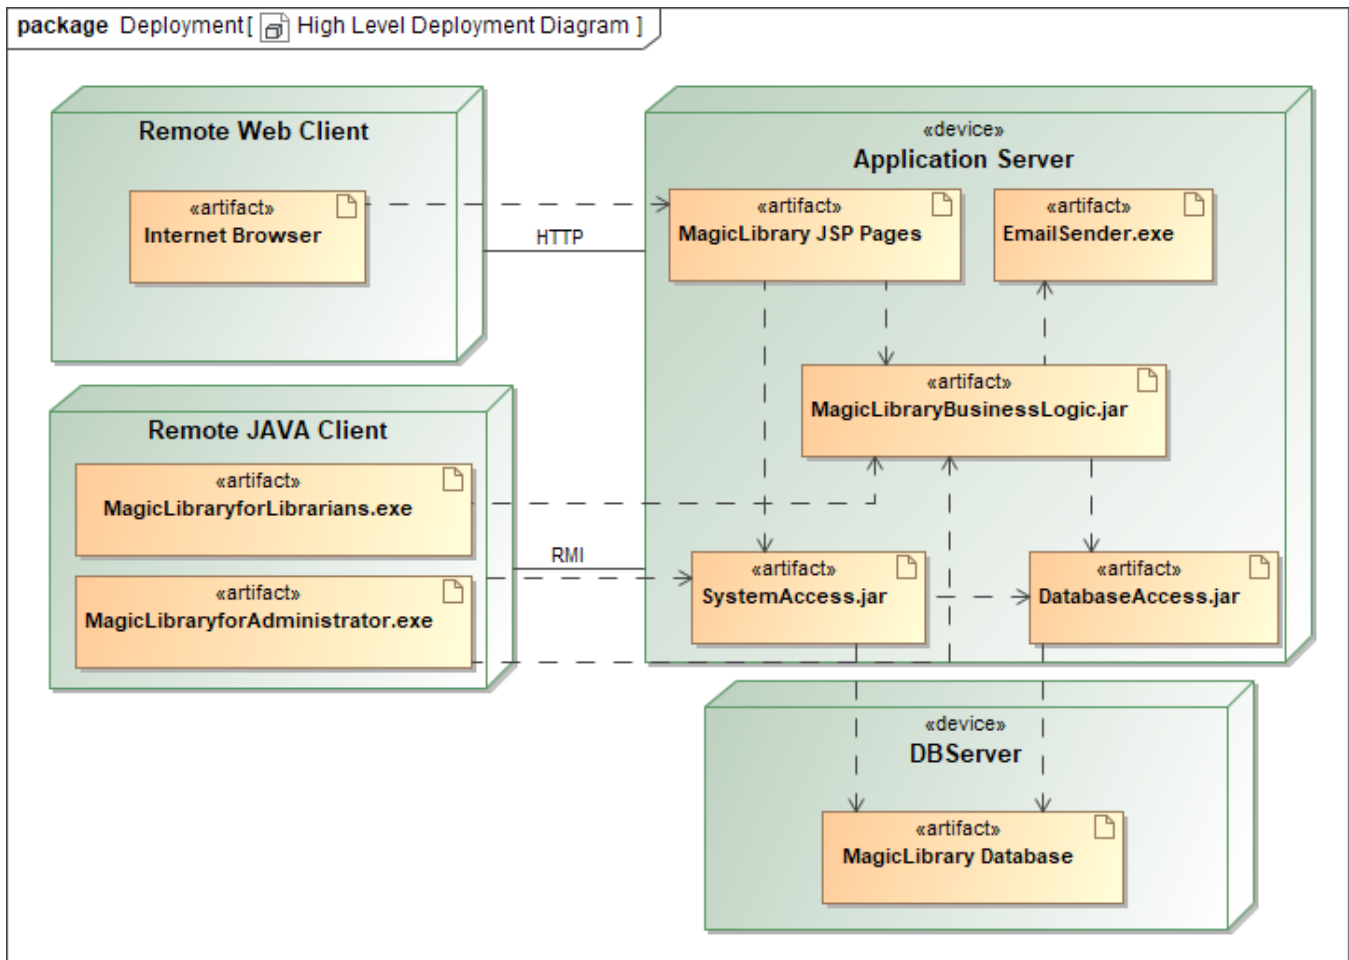 package Deployment[ High Level Deployment Diagram ]
Remote Web Client
«artifact»
Internet Browser
HTTP
«device»
Application Server
«artifact»
MagicLibrary JSP Pages
«artifact»
EmailSender.exe
«artifact»
MagicLibraryBusinessLogic.jar
Remote JAVA Client
«artifact»
MagicLibraryforLibrarians.exe
«artifact»
MagicLibraryforAdministrator.exe
RMI
«artifact»
SystemAccess.jar
«artifact»
DatabaseAccess.jar
«device»
DBServer
«artifact»
MagicLibrary Database